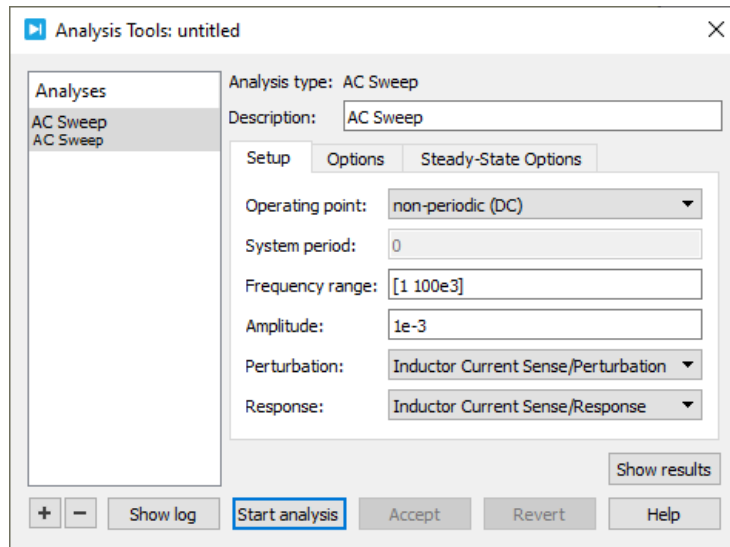 Analysis Tools: untitled
Analyses
AC Sweep
AC Sweep
Analysis type: AC Sweep
Description: AC Sweep
Setup Options Steady-State Options
Operating point: non-periodic (DC)
System period: 0
Frequency range: [1 100e3]
Amplitude: 1e-3
Perturbation: Inductor Current Sense/Perturbation
Response: Inductor Current Sense/Response
Show results
+ − Show log Start analysis Accept Revert Help